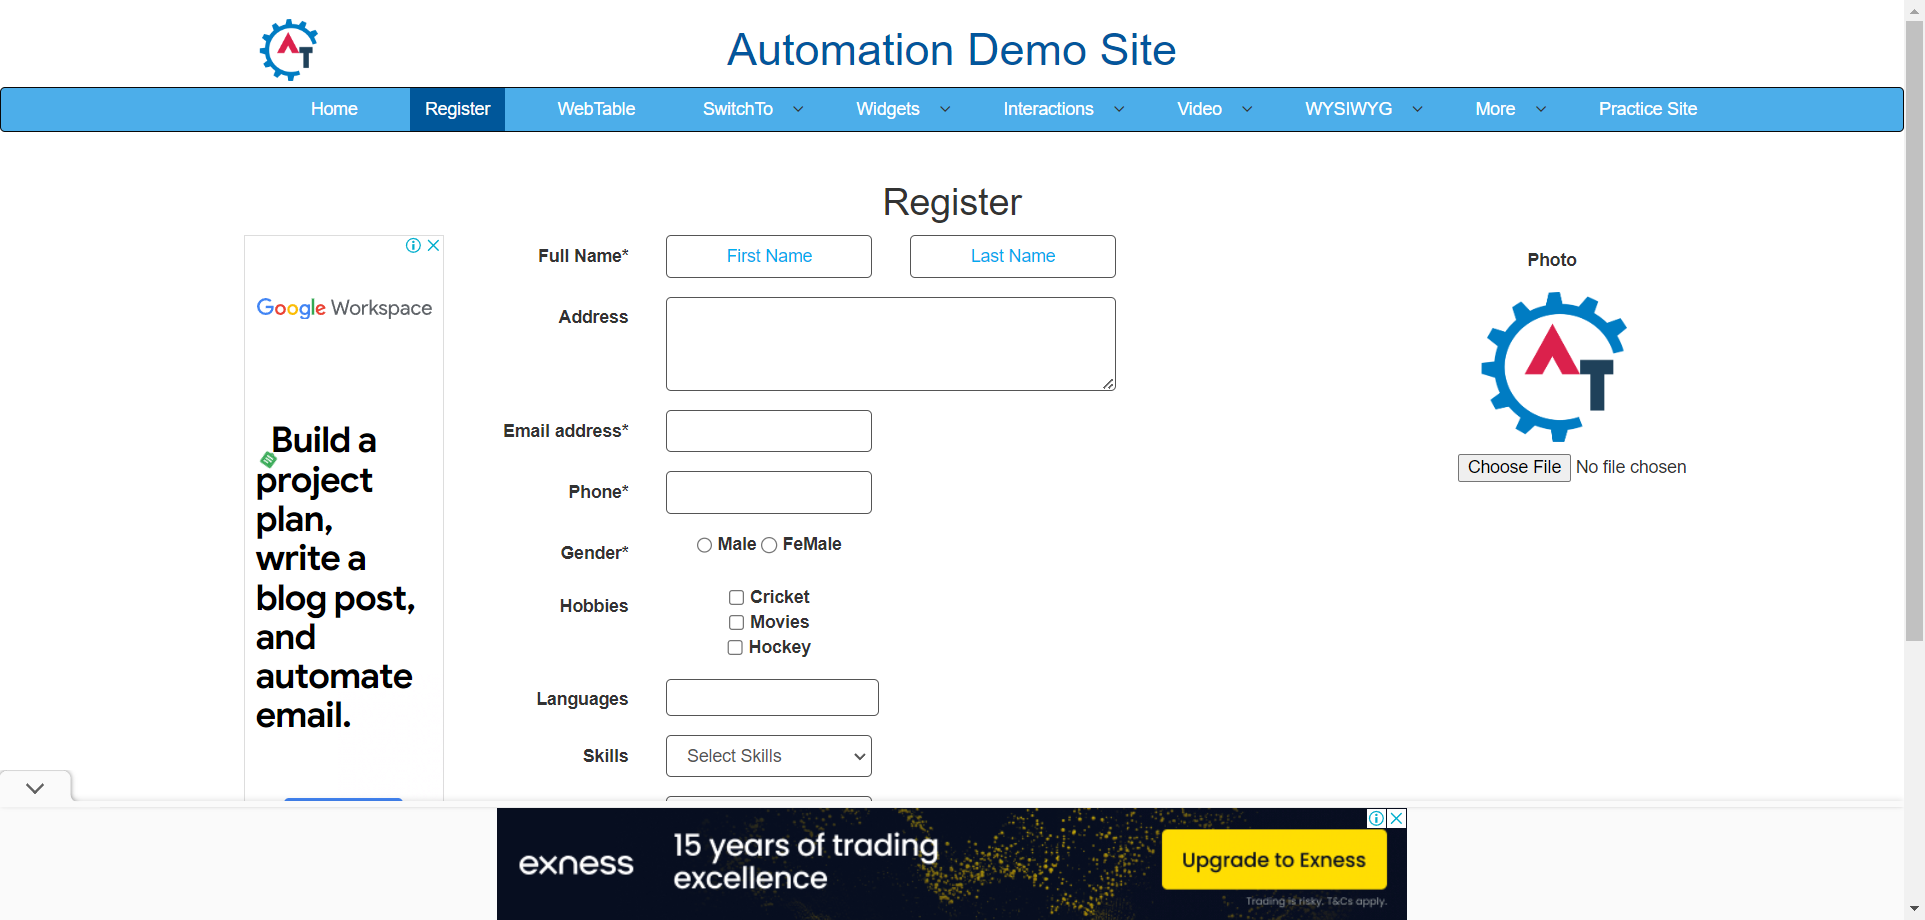 AT
Automation Demo Site
Home Register WebTable SwitchTo Widgets Interactions Video WYSIWYG More Practice Site
Register
Google Workspace
Build a
project
plan,
write a
blog post,
and
automate
email.
Full Name* First Name Last Name
Address
Email address*
Phone*
Gender* Male FeMale
Hobbies Cricket
Movies
Hockey
Languages
Skills Select Skills
Photo
AT
Choose File No file chosen
exness
15 years of trading
excellence
Upgrade to Exness
Trading is risky. T&Cs apply.